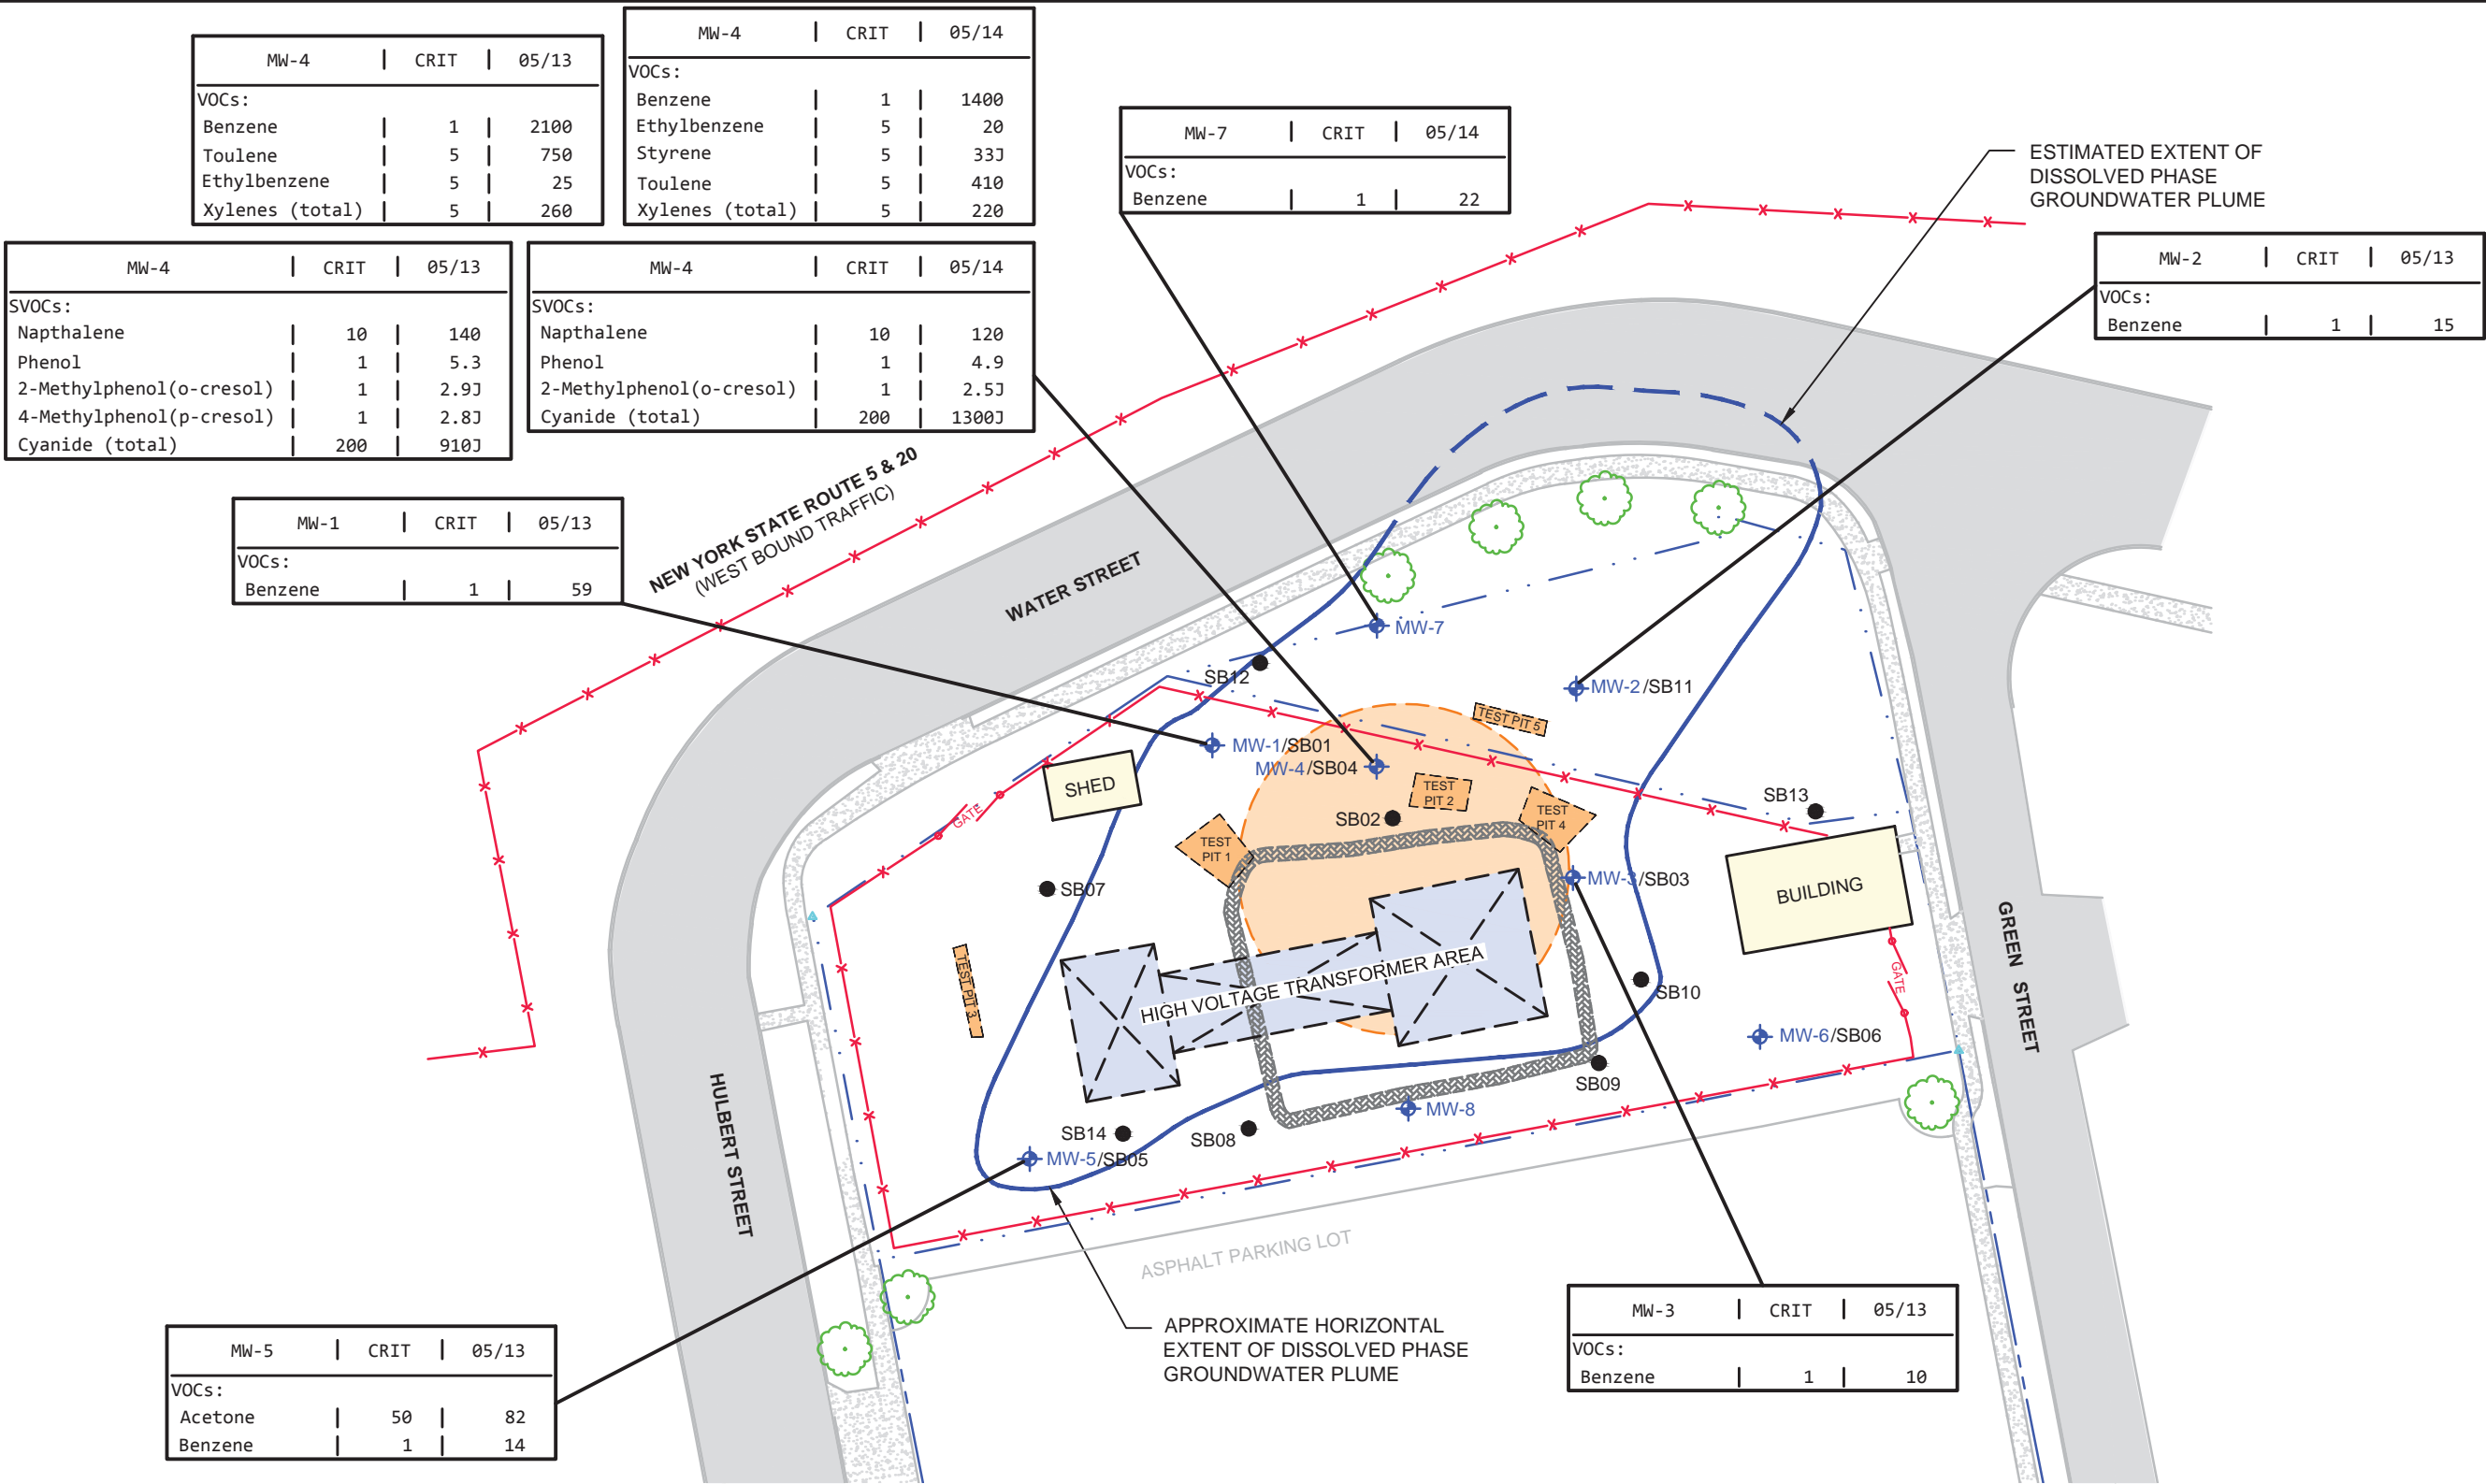 MW-4 | CRIT | 05/13
VOCs:
Benzene | 1 | 2100
Toulene | 5 | 750
Ethylbenzene | 5 | 25
Xylenes (total) | 5 | 260
MW-4 | CRIT | 05/14
VOCs:
Benzene | 1 | 1400
Ethylbenzene | 5 | 20
Styrene | 5 | 33J
Toulene | 5 | 410
Xylenes (total) | 5 | 220
MW-7 | CRIT | 05/14
VOCs:
Benzene | 1 | 22
ESTIMATED EXTENT OF
DISSOLVED PHASE
GROUNDWATER PLUME
MW-2 | CRIT | 05/13
VOCs:
Benzene | 1 | 15
MW-4 | CRIT | 05/13
SVOCs:
Napthalene | 10 | 140
Phenol | 1 | 5.3
2-Methylphenol(o-cresol) | 1 | 2.9J
4-Methylphenol(p-cresol) | 1 | 2.8J
Cyanide (total) | 200 | 910J
MW-4 | CRIT | 05/14
SVOCs:
Napthalene | 10 | 120
Phenol | 1 | 4.9
2-Methylphenol(o-cresol) | 1 | 2.5J
Cyanide (total) | 200 | 1300J
MW-1 | CRIT | 05/13
VOCs:
Benzene | 1 | 59
NEW YORK STATE ROUTE 5 & 20
(WEST BOUND TRAFFIC)
WATER STREET
MW-7
SB12
MW-2/SB11
TEST PIT 5
MW-1/SB01
MW-4/SB04
SHED
TEST
PIT 2
SB13
GATE
SB02
TEST
PIT 4
TEST
PIT 1
SB07
MW-3/SB03
BUILDING
TEST PIT 3
HIGH VOLTAGE TRANSFORMER AREA
SB10
GATE
GREEN STREET
MW-6/SB06
SB09
HULBERT STREET
MW-8
SB14
SB08
MW-5/SB05
ASPHALT PARKING LOT
APPROXIMATE HORIZONTAL
EXTENT OF DISSOLVED PHASE
GROUNDWATER PLUME
MW-3 | CRIT | 05/13
VOCs:
Benzene | 1 | 10
MW-5 | CRIT | 05/13
VOCs:
Acetone | 50 | 82
Benzene | 1 | 14